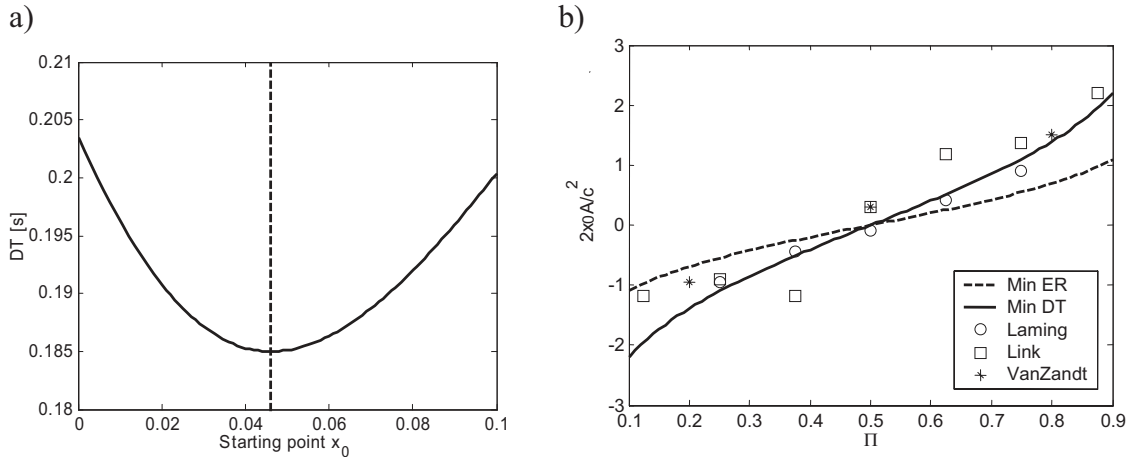 a)
0.21
0.205
0.2
0.195
0.19
0.185
0.18
DT [s]
0
0.02
0.04
0.06
0.08
0.1
Starting point x₀
b)
3
2
1
0
-1
-2
-3
2x₀A/c²
0.1
0.2
0.3
0.4
0.5
0.6
0.7
0.8
0.9
Π
Min ER
Min DT
Laming
Link
VanZandt